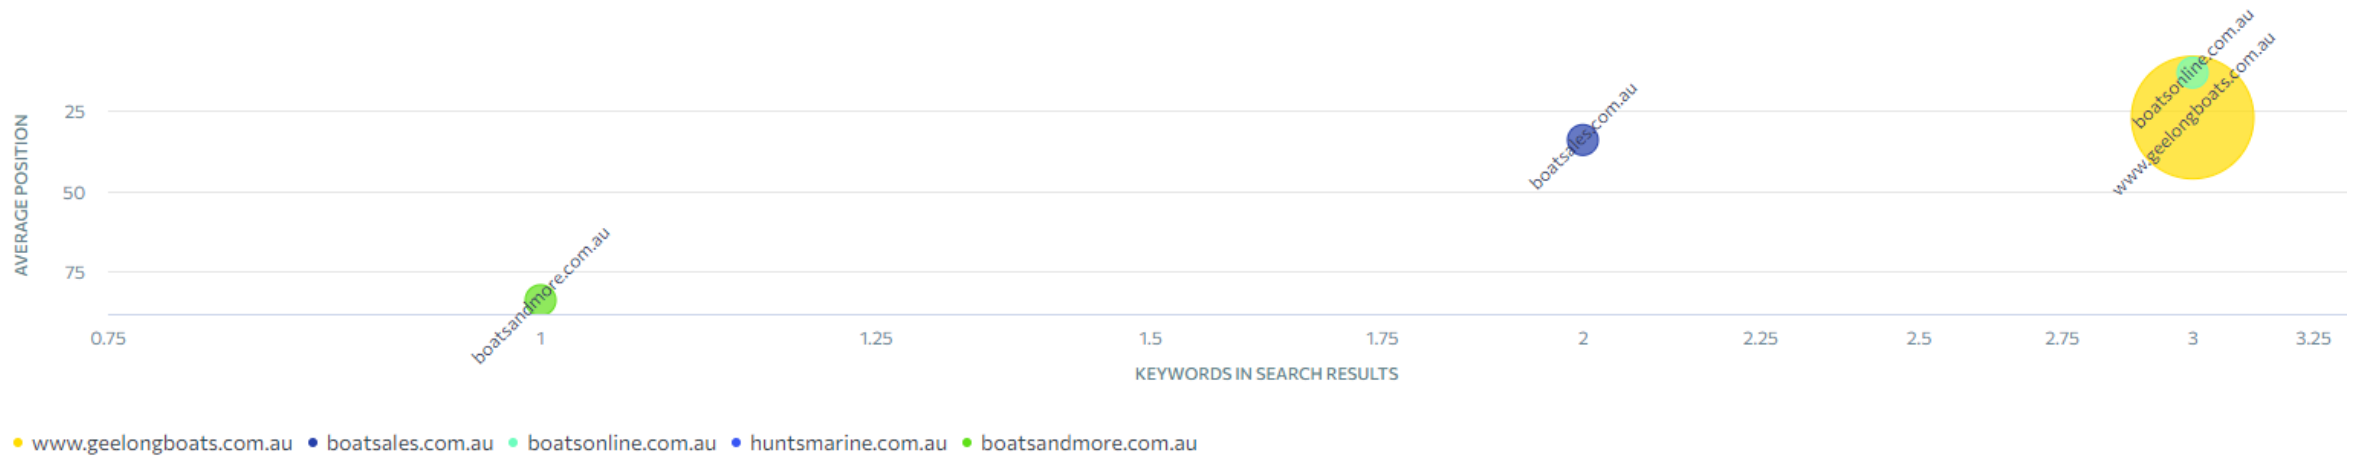 boatsonline.com.au
www.geelongboats.com.au
boatsales.com.au
boatsandmore.com.au
AVERAGE POSITION
25
50
75
0.75 1 1.25 1.5 1.75 2 2.25 2.5 2.75 3 3.25
KEYWORDS IN SEARCH RESULTS
www.geelongboats.com.au boatsales.com.au boatsonline.com.au huntsmarine.com.au boatsandmore.com.au